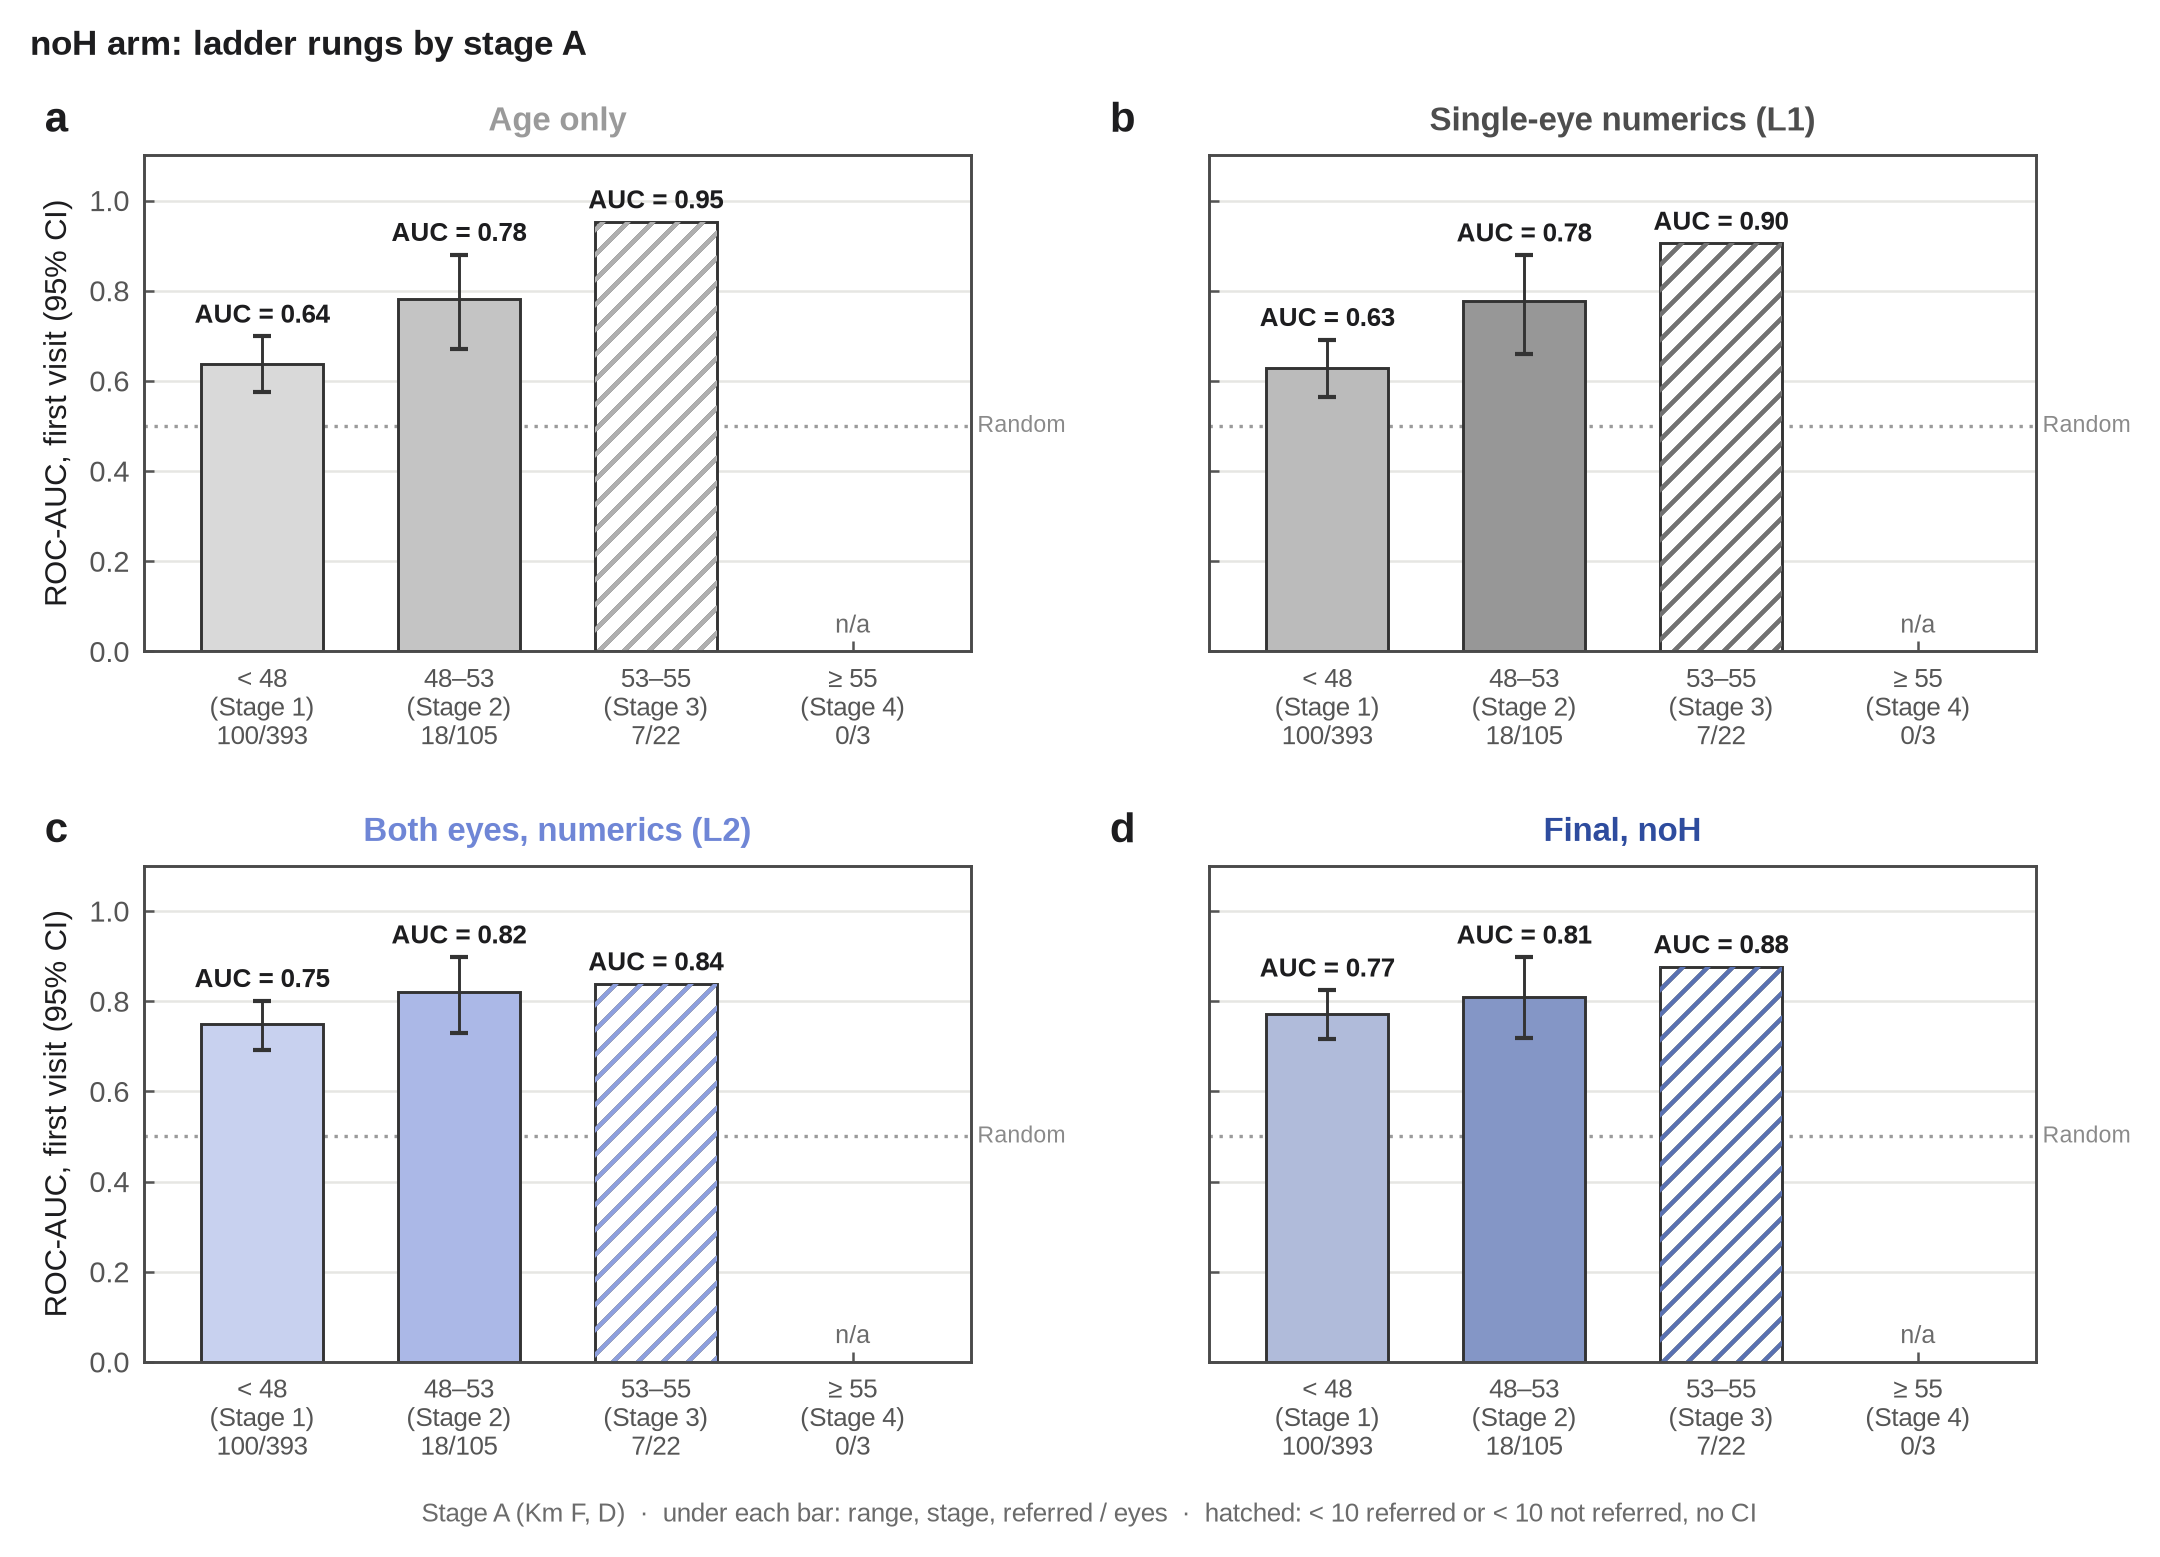 noH arm: ladder rungs by stage A
a
Age only
ROC-AUC, first visit (95% CI)
1.0
0.8
0.6
0.4
0.2
0.0
AUC = 0.64
AUC = 0.78
AUC = 0.95
n/a
Random
< 48
(Stage 1)
100/393
48–53
(Stage 2)
18/105
53–55
(Stage 3)
7/22
≥ 55
(Stage 4)
0/3
b
Single-eye numerics (L1)
AUC = 0.63
AUC = 0.78
AUC = 0.90
n/a
Random
< 48
(Stage 1)
100/393
48–53
(Stage 2)
18/105
53–55
(Stage 3)
7/22
≥ 55
(Stage 4)
0/3
c
Both eyes, numerics (L2)
ROC-AUC, first visit (95% CI)
1.0
0.8
0.6
0.4
0.2
0.0
AUC = 0.75
AUC = 0.82
AUC = 0.84
n/a
Random
< 48
(Stage 1)
100/393
48–53
(Stage 2)
18/105
53–55
(Stage 3)
7/22
≥ 55
(Stage 4)
0/3
d
Final, noH
AUC = 0.77
AUC = 0.81
AUC = 0.88
n/a
Random
< 48
(Stage 1)
100/393
48–53
(Stage 2)
18/105
53–55
(Stage 3)
7/22
≥ 55
(Stage 4)
0/3
Stage A (Km F, D) · under each bar: range, stage, referred / eyes · hatched: < 10 referred or < 10 not referred, no CI